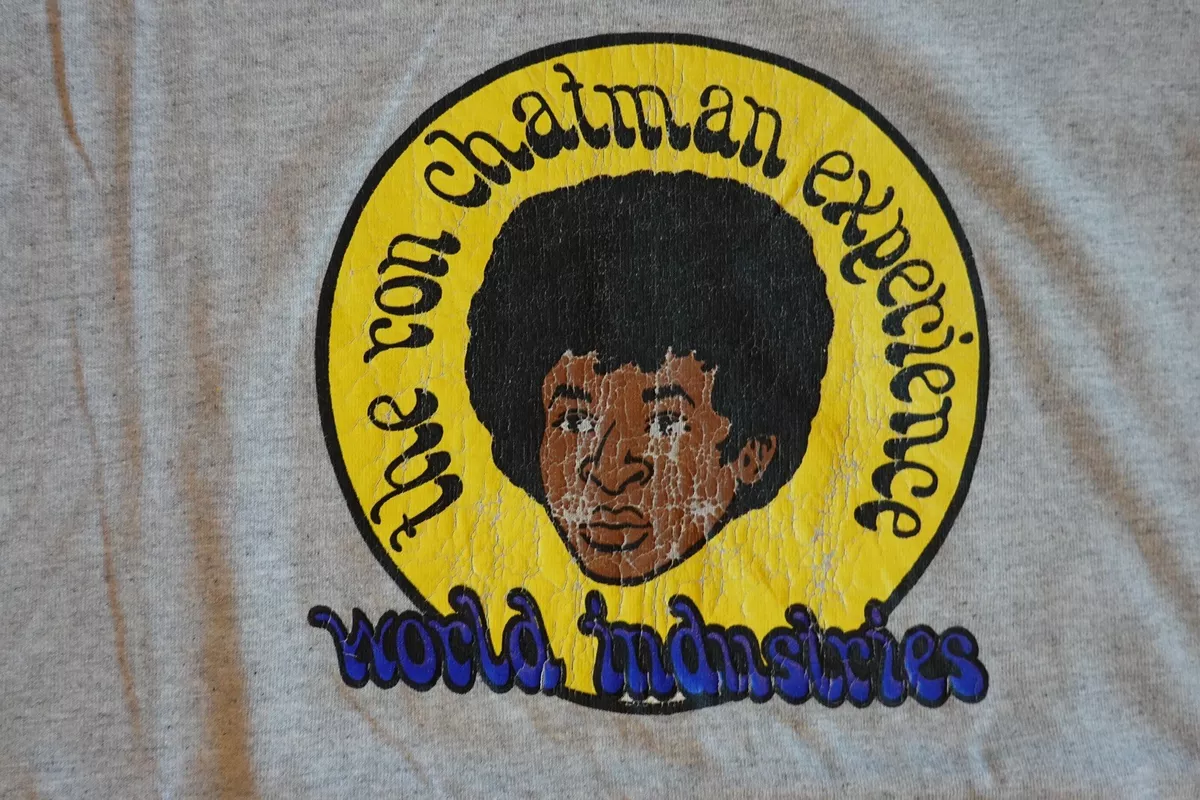 the ron chatman experience
world industries